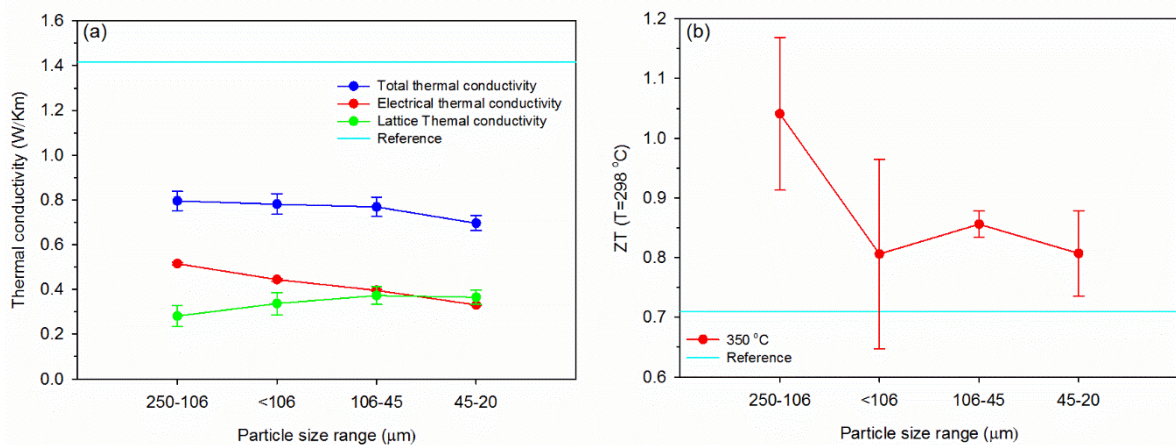 (a)
Thermal conductivity (W/Km)
1.6
1.4
1.2
1.0
0.8
0.6
0.4
0.2
0.0
Total thermal conductivity
Electrical thermal conductivity
Lattice Themal conductivity
Reference
250-106
<106
106-45
45-20
Particle size range (μm)
(b)
ZT (T=298 °C)
1.2
1.1
1.0
0.9
0.8
0.7
0.6
350 °C
Reference
250-106
<106
106-45
45-20
Particle size range (μm)